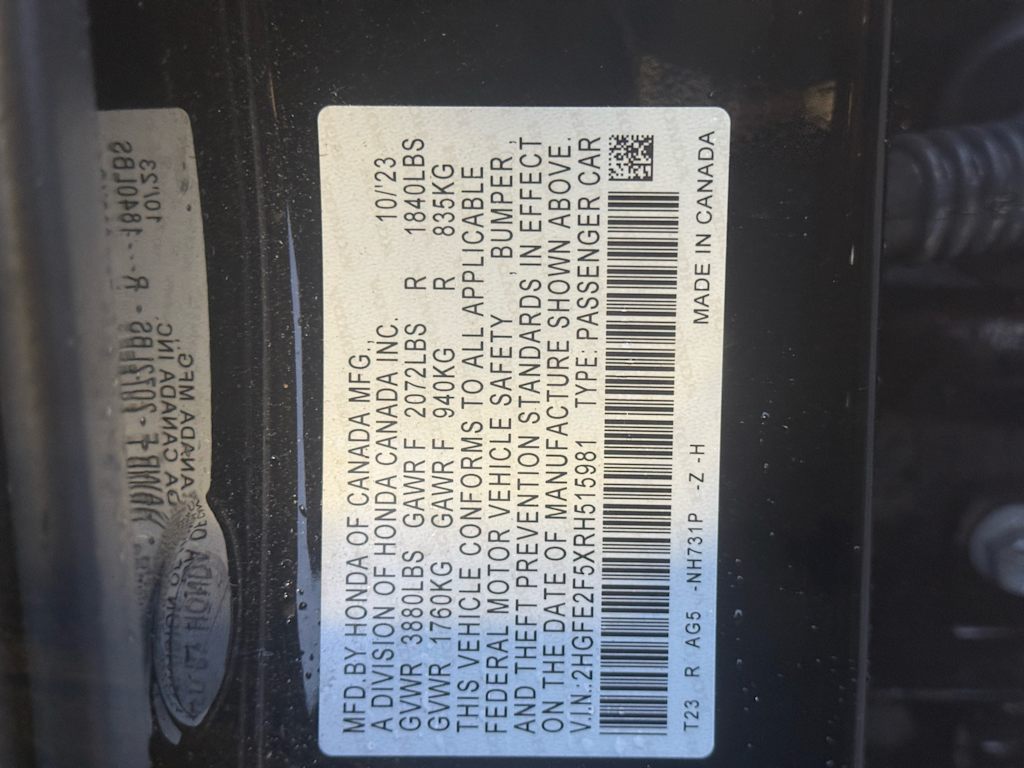 MFD.BY HONDA OF CANADA MFG.,
A DIVISION OF HONDA CANADA INC. 10/'23
GVWR 3880LBS GAWR F 2072LBS R 1840LBS
GVWR 1760KG GAWR F 940KG R 835KG
THIS VEHICLE CONFORMS TO ALL APPLICABLE
FEDERAL MOTOR VEHICLE SAFETY, BUMPER,
AND THEFT PREVENTION STANDARDS IN EFFECT
ON THE DATE OF MANUFACTURE SHOWN ABOVE.
V.I.N.:2HGFE2F5XRH515981 TYPE: PASSENGER CAR
T23 R AG5 -NH731P -Z -H
MADE IN CANADA